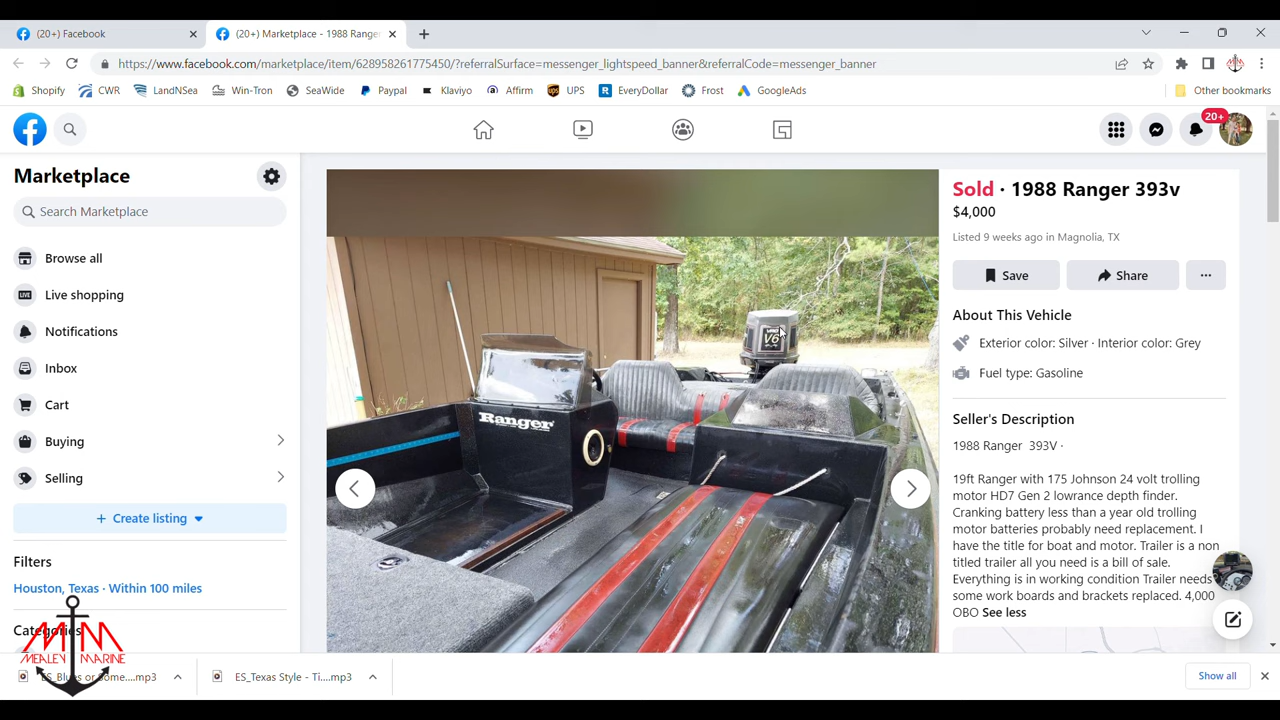 (20+) Facebook
(20+) Marketplace - 1988 Ranger
https://www.facebook.com/marketplace/item/628958261775450/?referralSurface=messenger_lightspeed_banner&referralCode=messenger_banner
Shopify CWR LandNSea Win-Tron SeaWide Paypal Klaviyo Affirm UPS EveryDollar Frost GoogleAds Other bookmarks
20+
Marketplace
Search Marketplace
Browse all
Live shopping
Notifications
Inbox
Cart
Buying
Selling
+ Create listing
Filters
Houston, Texas · Within 100 miles
Categories
Ranger
V6
Sold · 1988 Ranger 393v
$4,000
Listed 9 weeks ago in Magnolia, TX
Save Share
About This Vehicle
Exterior color: Silver · Interior color: Grey
Fuel type: Gasoline
Seller's Description
1988 Ranger 393V ·
19ft Ranger with 175 Johnson 24 volt trolling
motor HD7 Gen 2 lowrance depth finder.
Cranking battery less than a year old trolling
motor batteries probably need replacement. I
have the title for boat and motor. Trailer is a non
titled trailer all you need is a bill of sale.
Everything is in working condition Trailer needs
some work boards and brackets replaced. 4,000
OBO See less
MEALEY MARINE
ES_Blues or Some....mp3
ES_Texas Style - Ti....mp3
Show all